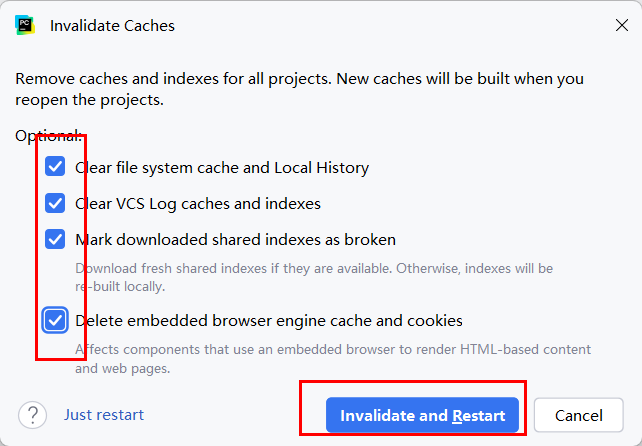 PC
Invalidate Caches
Remove caches and indexes for all projects. New caches will be built when you
reopen the projects.
Optional:
Clear file system cache and Local History
Clear VCS Log caches and indexes
Mark downloaded shared indexes as broken
Download fresh shared indexes if they are available. Otherwise, indexes will be
re-built locally.
Delete embedded browser engine cache and cookies
Affects components that use an embedded browser to render HTML-based content
and web pages.
? Just restart Invalidate and Restart Cancel